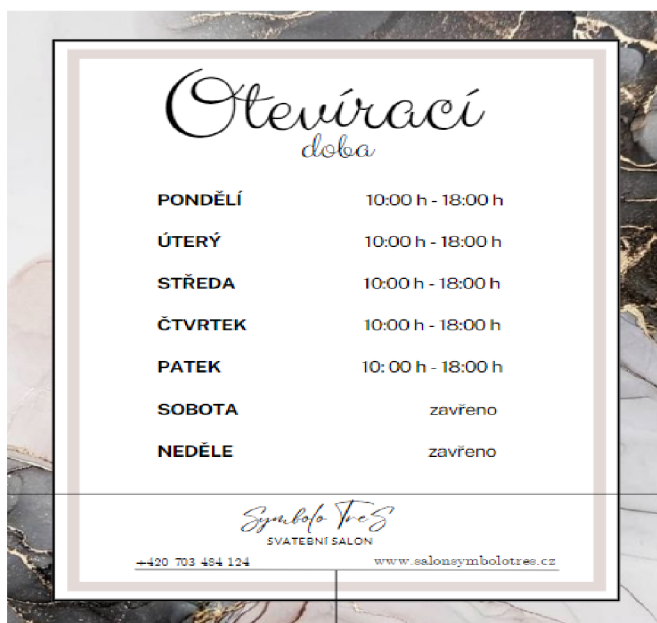 Otevírací
doba
PONDĚLÍ 10:00 h - 18:00 h
ÚTERÝ 10:00 h - 18:00 h
STŘEDA 10:00 h - 18:00 h
ČTVRTEK 10:00 h - 18:00 h
PATEK 10: 00 h - 18:00 h
SOBOTA zavřeno
NEDĚLE zavřeno
Symbolo TreS
SVATEBNÍ SALON
+420 703 484 124 www.salonsymbolotres.cz